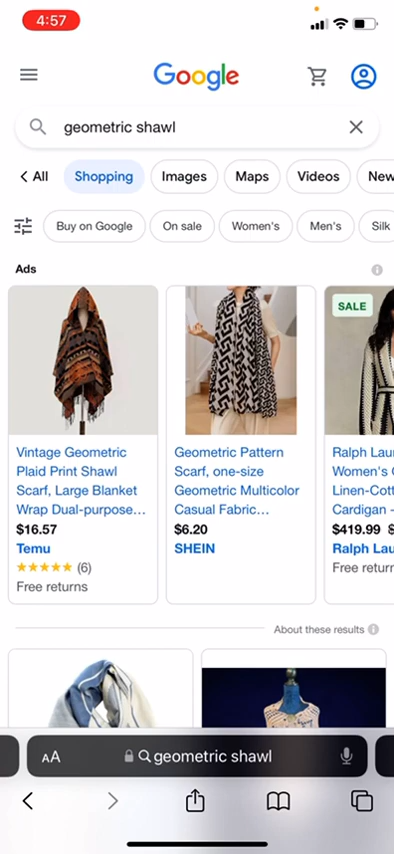 4:57
Google
geometric shawl
All
Shopping
Images
Maps
Videos
New
Buy on Google
On sale
Women's
Men's
Silk
Ads
Vintage Geometric
Plaid Print Shawl
Scarf, Large Blanket
Wrap Dual-purpose...
$16.57
Temu
(6)
Free returns
Geometric Pattern
Scarf, one-size
Geometric Multicolor
Casual Fabric...
$6.20
SHEIN
SALE
Ralph Lau
Women's
Linen-Cot
Cardigan -
$419.99 $
Ralph Lau
Free retur
About these results
AA
geometric shawl